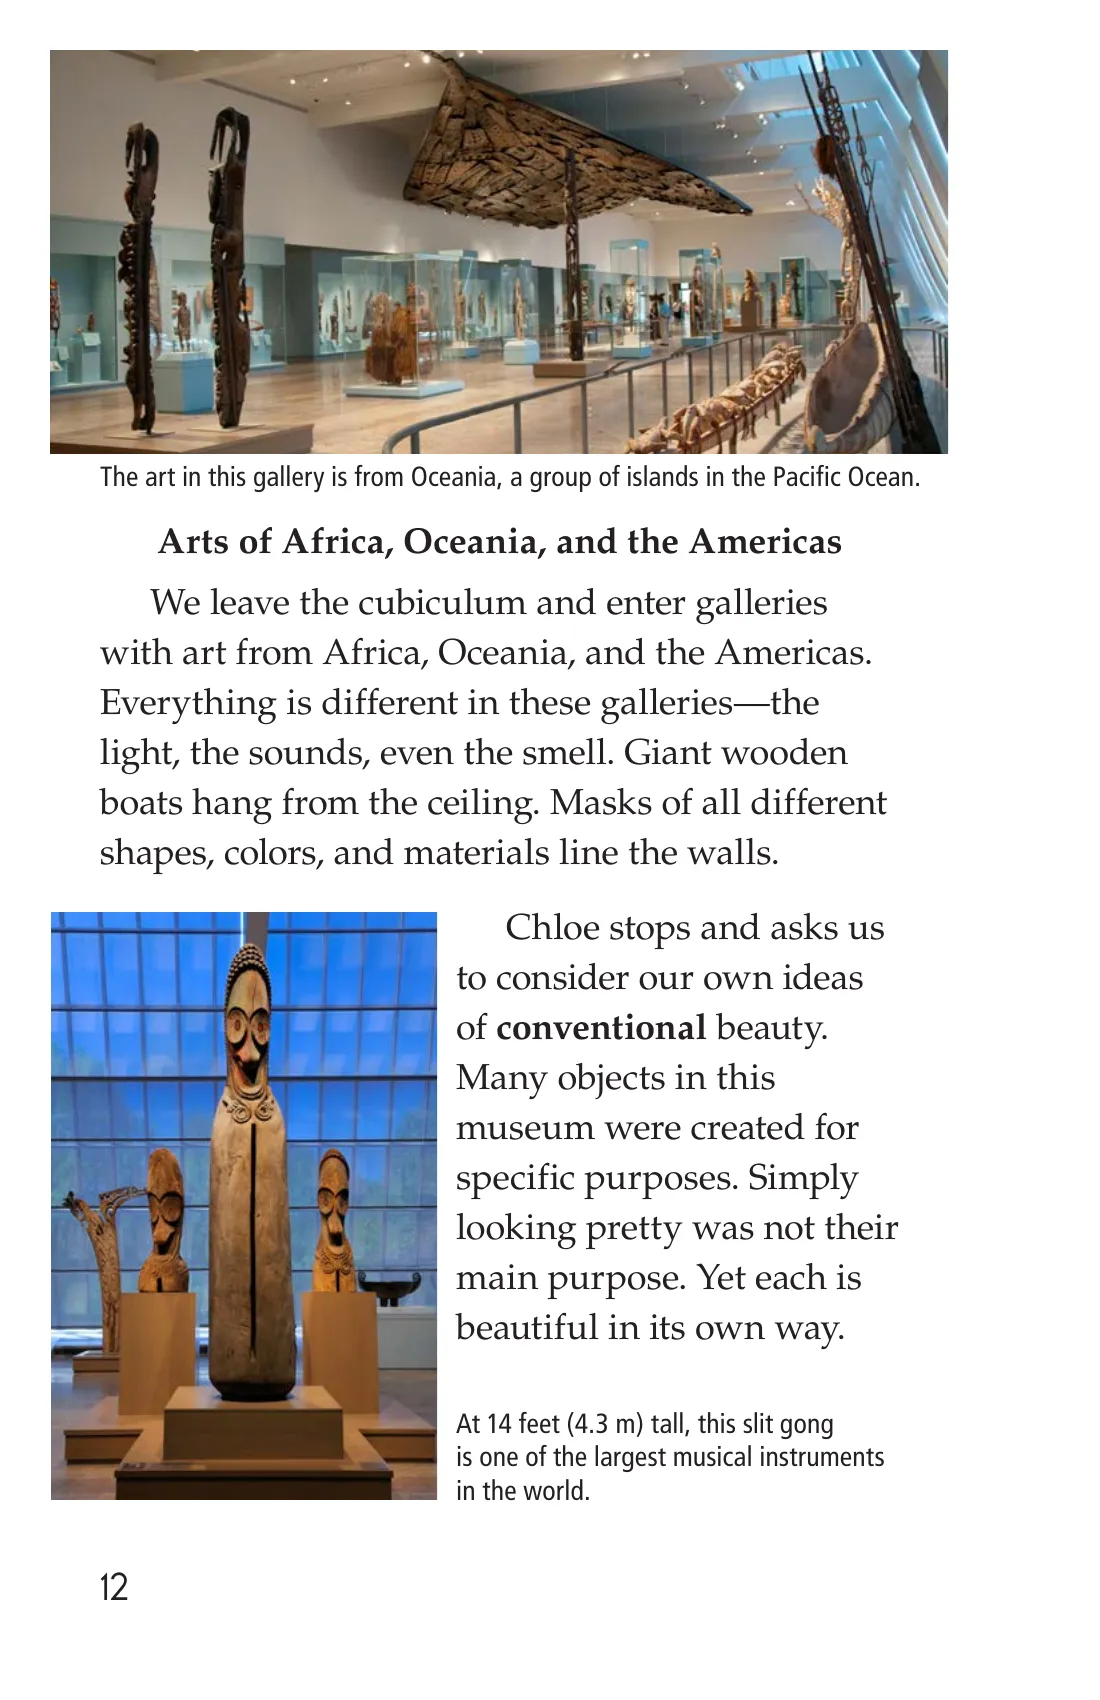 The art in this gallery is from Oceania, a group of islands in the Pacific Ocean.
Arts of Africa, Oceania, and the Americas
We leave the cubiculum and enter galleries
with art from Africa, Oceania, and the Americas.
Everything is different in these galleries—the
light, the sounds, even the smell. Giant wooden
boats hang from the ceiling. Masks of all different
shapes, colors, and materials line the walls.
Chloe stops and asks us
to consider our own ideas
of conventional beauty.
Many objects in this
museum were created for
specific purposes. Simply
looking pretty was not their
main purpose. Yet each is
beautiful in its own way.
At 14 feet (4.3 m) tall, this slit gong
is one of the largest musical instruments
in the world.
12